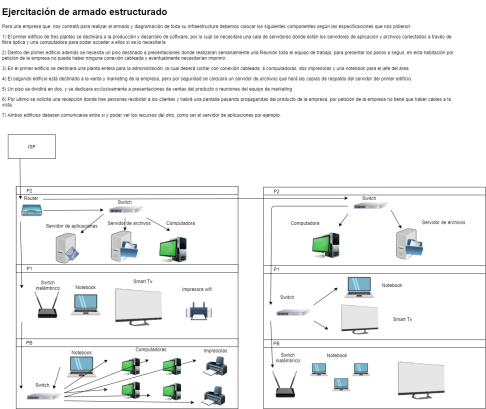 Ejercitación de armado estructurado
Para una empresa que nos contrató para realizar el armado y diagramación de toda su infraestructura debemos colocar los siguientes componentes según las especificaciones que nos pidieron:
1) El primer edificio de tres plantas se destinará a la producción y desarrollo de software, por lo cual se necesitara una sala de servidores donde estén los servidores de aplicación y archivos conectados a través de
fibra óptica y una computadora para poder acceder a ellos si se lo necesitaría
2) Dentro del primer edificio además se necesita un piso destinado a presentaciones donde realizaran semanalmente una Reunión todo el equipo de trabajo, para presentar los pasos a seguir, en esta habitación por
petición de la empresa no puede haber ninguna conexión cableada y eventualmente necesitarían imprimir.
3) En el primer edificio se destinara una planta entera para la administración, la cual deberá contar con conexión cableada, 4 computadoras, dos impresoras y una notebook para el jefe del área
4) El segundo edificio esta destinado a la venta y marketing de la empresa, pero por seguridad se colocará un servidor de archivos que hará las copias de respaldo del servidor del primer edificio.
5) Un piso se dividirá en dos, y se dedicara exclusivamente a presentaciones de ventas del producto o reuniones del equipo de marketing
6) Por ultimo se solicita una recepción donde tres personas recibirán a los clientes y habrá una pantalla pasando propagandas del producto de la empresa, por petición de la empresa no tiene que haber cables a la
vista.
7) Ambos edificios deberán comunicarse entre si y poder ver los recursos del otro, como ser el servidor de aplicaciones por ejemplo.
ISP
P2
Router
Switch
Servidor de aplicaciones
Servidor de archivos
Computadora
P1
Switch
inalámbrico
Notebook
Smart Tv
Impresora wifi
PB
Notebook
Computadoras
Impresoras
Switch
P2
Switch
Computadora
Servidor de archivos
P1
Switch
Notebook
Smart Tv
PB
Switch
inalámbrico
Notebook